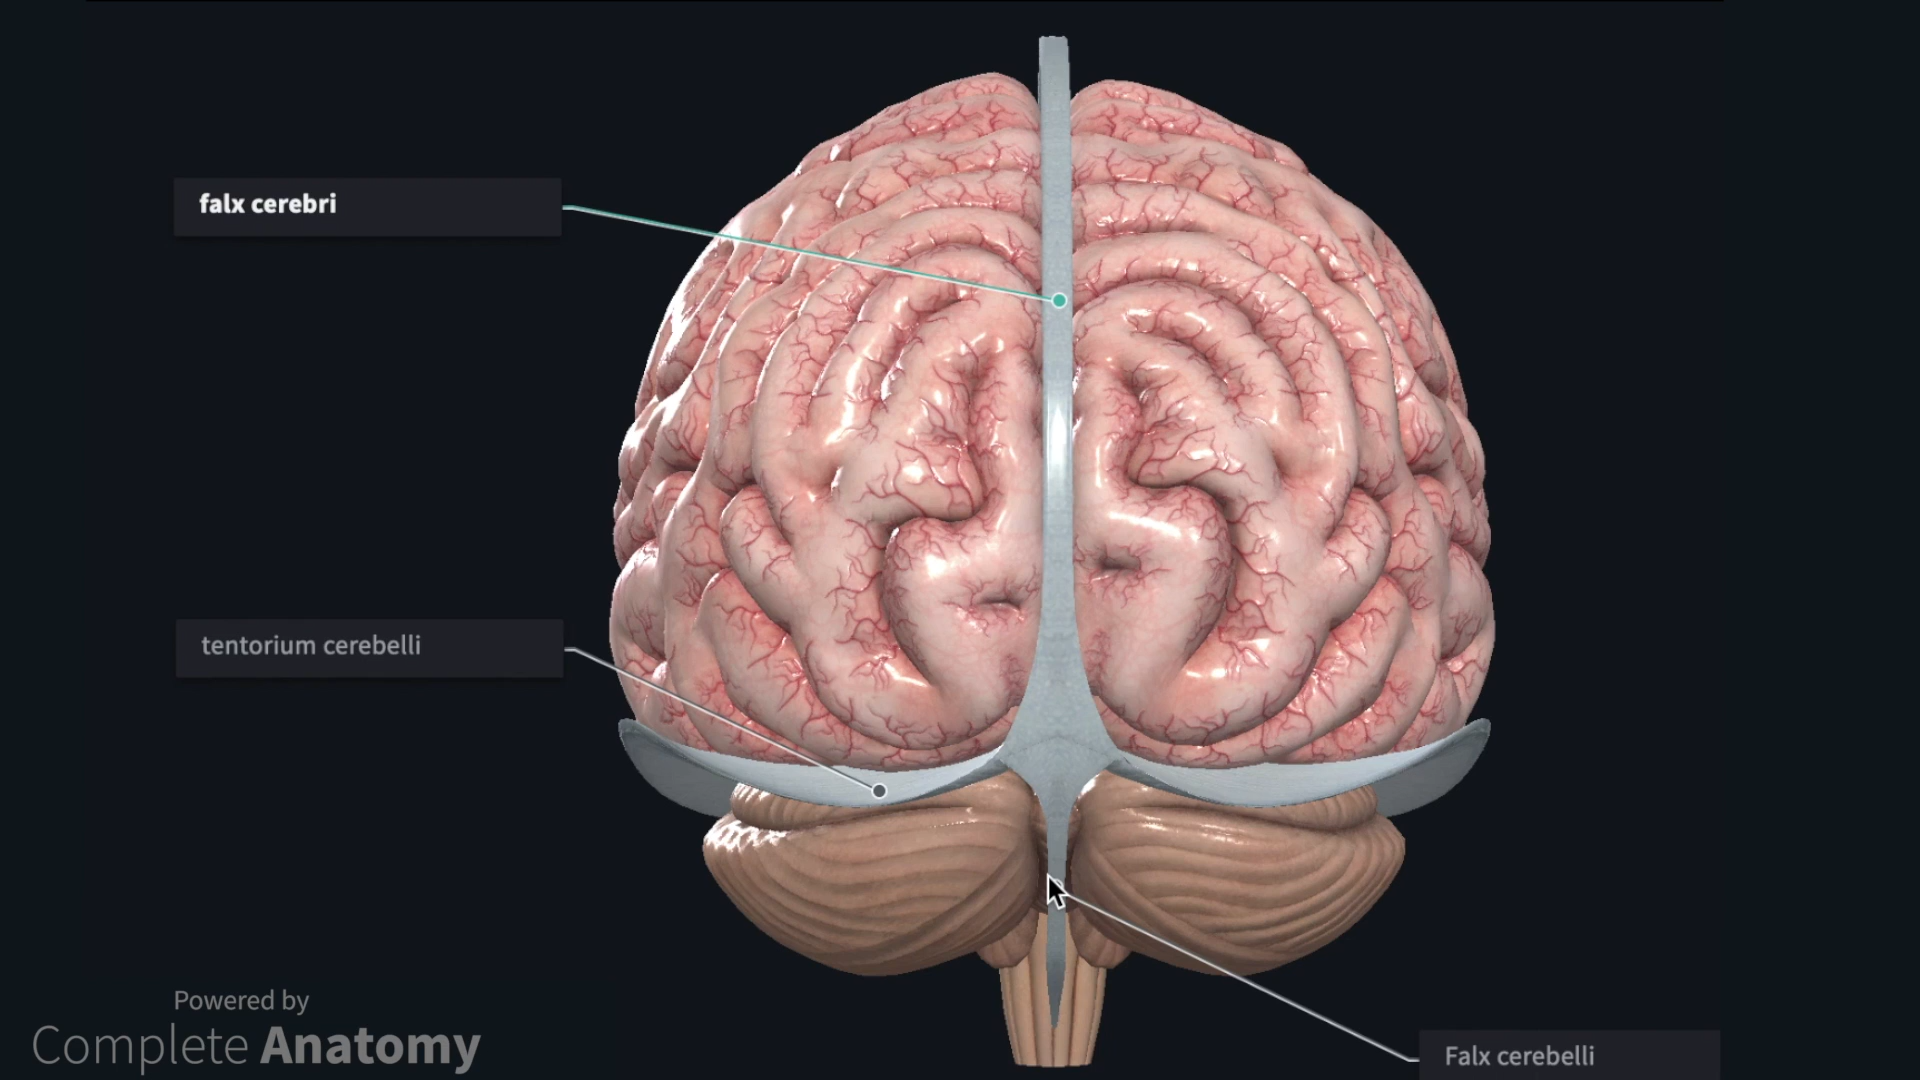 falx cerebri
tentorium cerebelli
Powered by
Complete Anatomy
Falx cerebelli